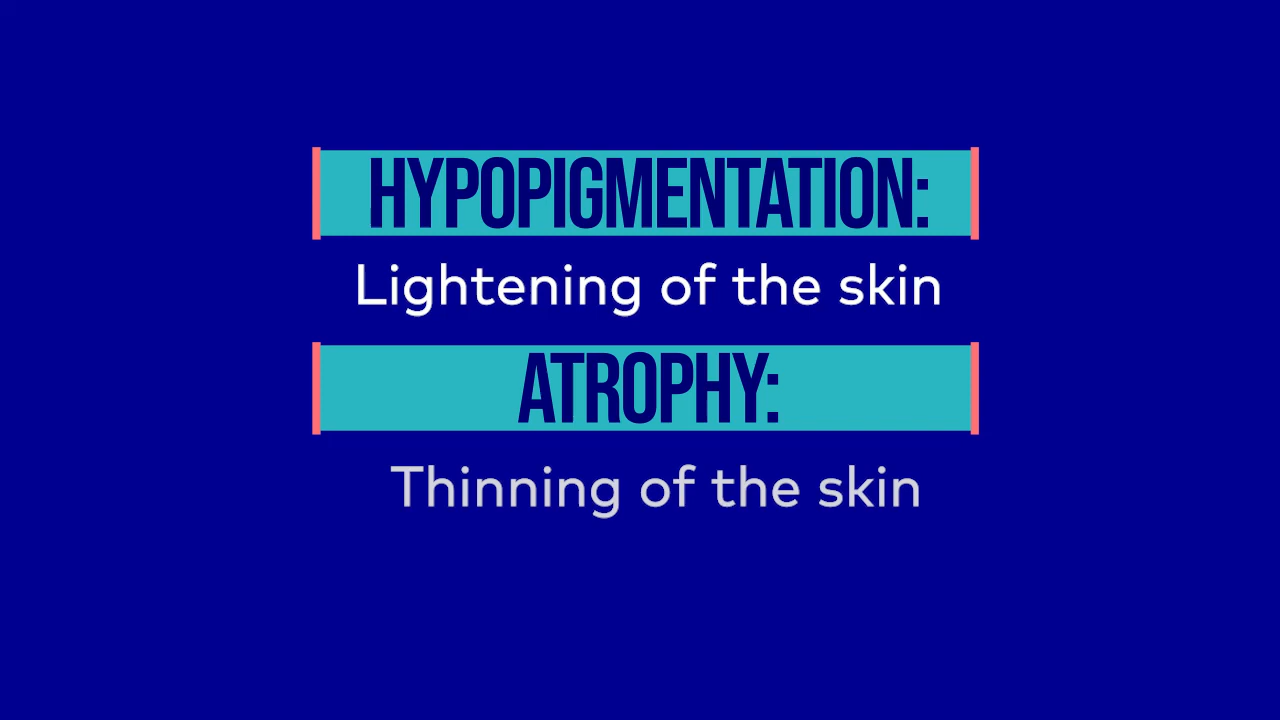 HYPOPIGMENTATION:
Lightening of the skin
ATROPHY:
Thinning of the skin